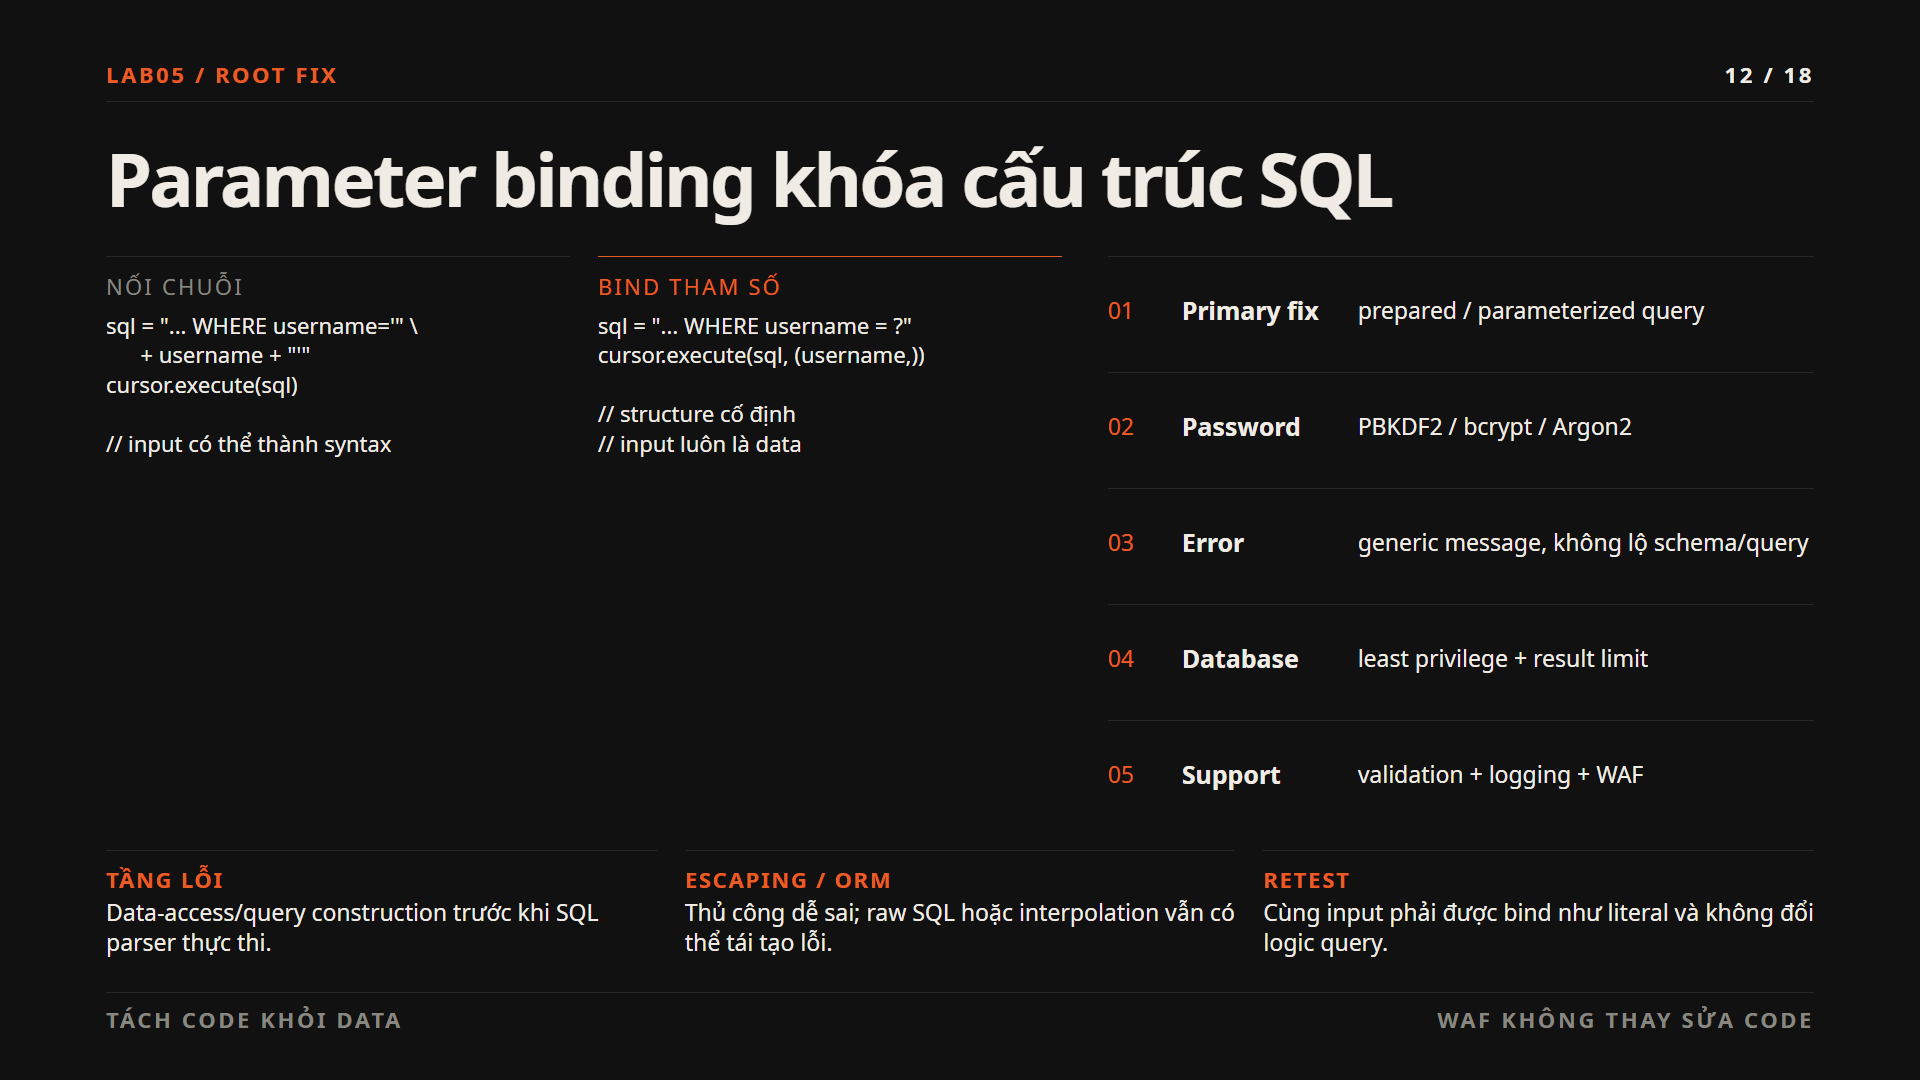 LAB05 / ROOT FIX
12 / 18
Parameter binding khóa cấu trúc SQL
NỐI CHUỖI
sql = "... WHERE username='" \
+ username + "'"
cursor.execute(sql)
// input có thể thành syntax
BIND THAM SỐ
sql = "... WHERE username = ?"
cursor.execute(sql, (username,))
// structure cố định
// input luôn là data
01 Primary fix prepared / parameterized query
02 Password PBKDF2 / bcrypt / Argon2
03 Error generic message, không lộ schema/query
04 Database least privilege + result limit
05 Support validation + logging + WAF
TẦNG LỖI
Data-access/query construction trước khi SQL
parser thực thi.
ESCAPING / ORM
Thủ công dễ sai; raw SQL hoặc interpolation vẫn có
thể tái tạo lỗi.
RETEST
Cùng input phải được bind như literal và không đổi
logic query.
TÁCH CODE KHỎI DATA
WAF KHÔNG THAY SỬA CODE